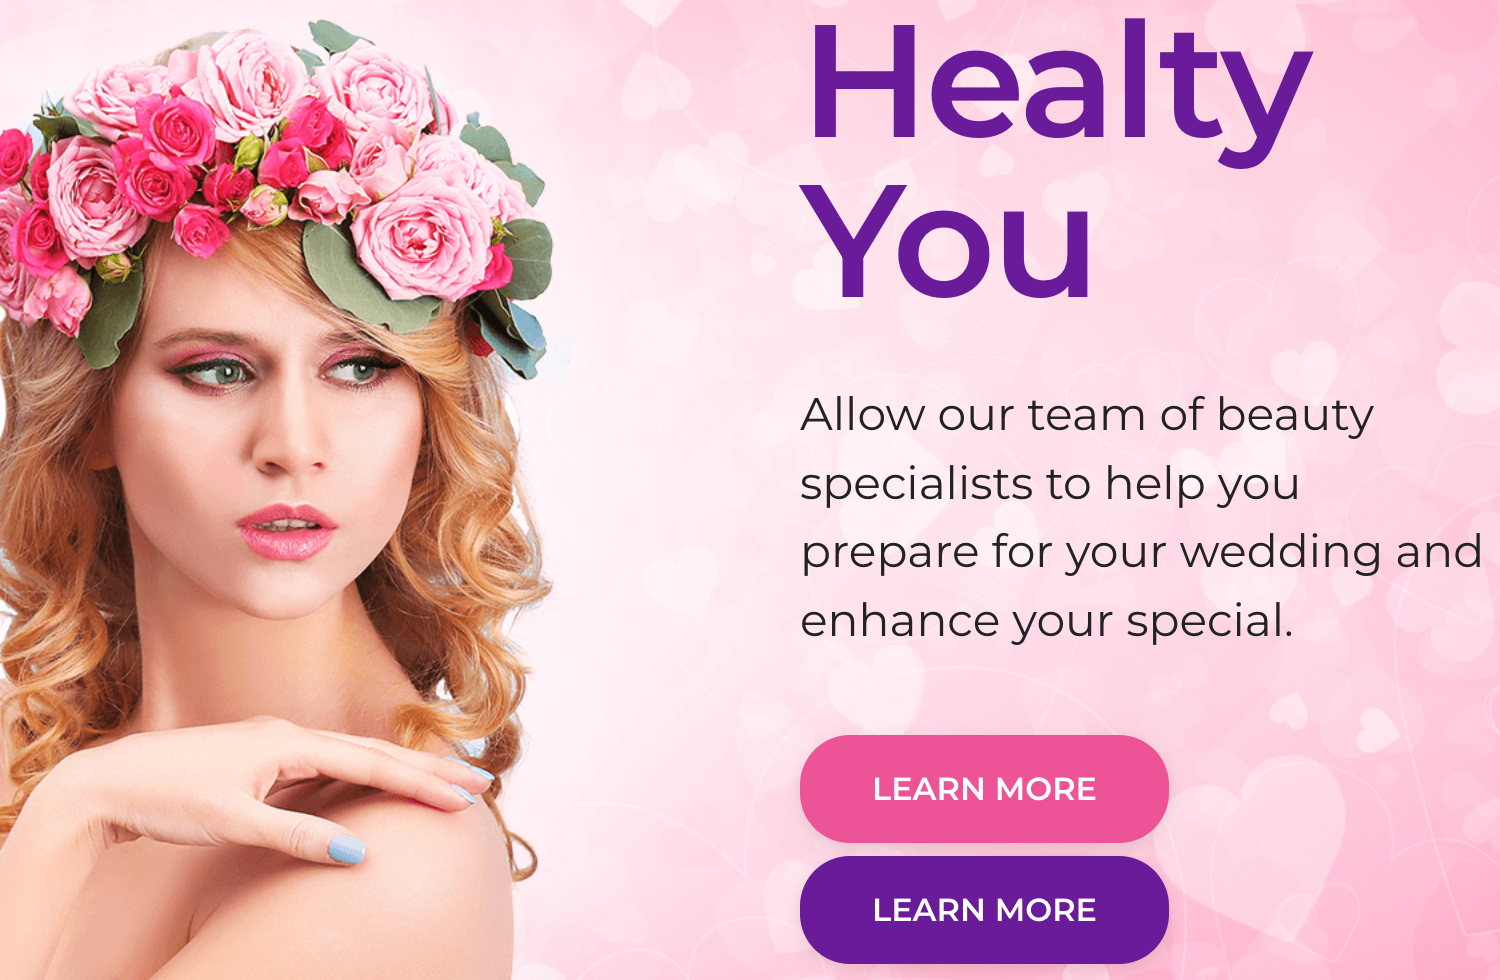 Healty
You
Allow our team of beauty
specialists to help you
prepare for your wedding and
enhance your special.
LEARN MORE
LEARN MORE